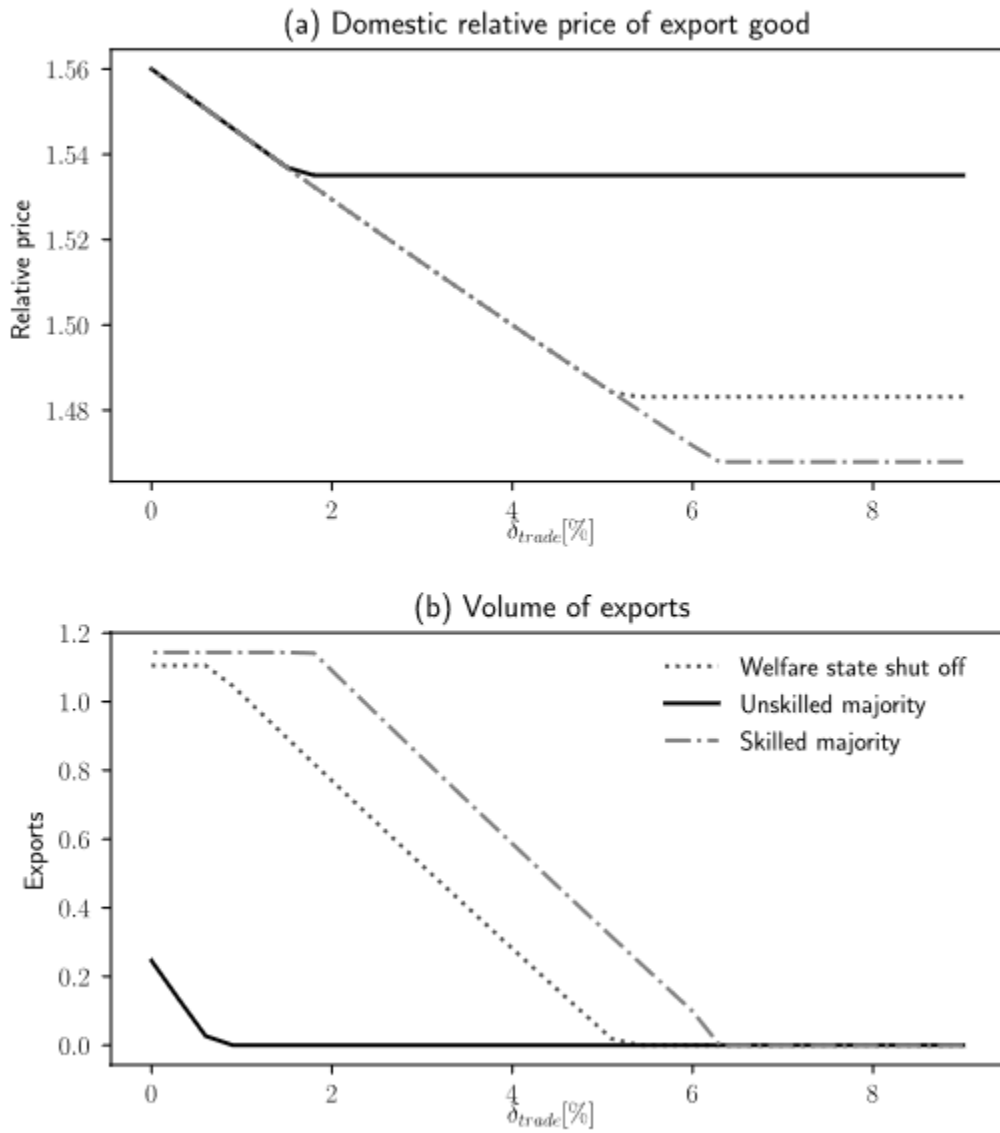 (a) Domestic relative price of export good
Relative price
1.56
1.54
1.52
1.50
1.48
0 2 4 6 8
δtrade[%]
(b) Volume of exports
Exports
1.2
1.0
0.8
0.6
0.4
0.2
0.0
Welfare state shut off
Unskilled majority
Skilled majority
0 2 4 6 8
δtrade[%]